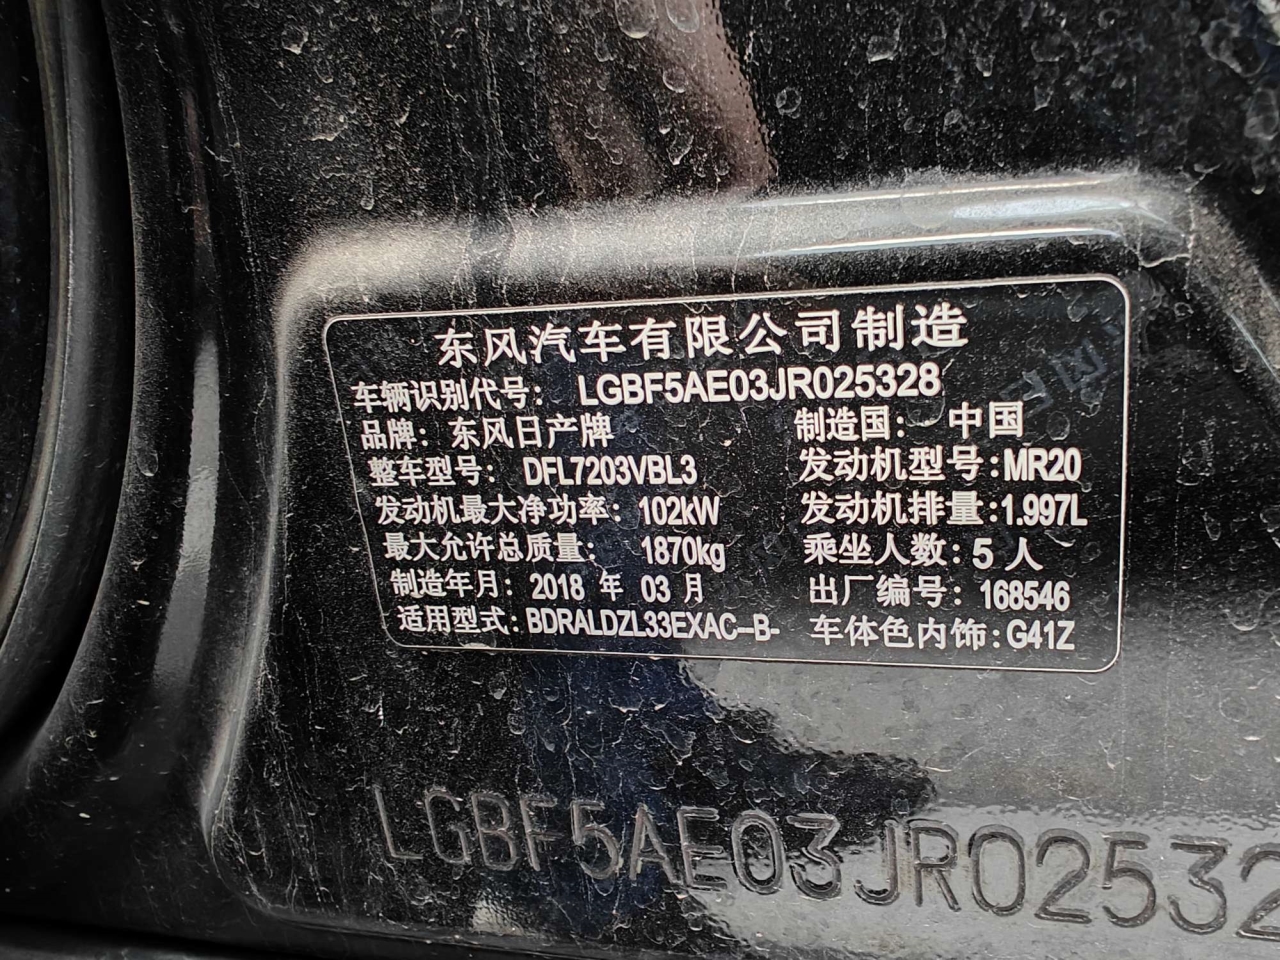 东风汽车有限公司制造
车辆识别代号: LGBF5AE03JR025328
品牌: 东风日产牌 制造国: 中国
整车型号: DFL7203VBL3 发动机型号:MR20
发动机最大净功率: 102kW 发动机排量:1.997L
最大允许总质量: 1870kg 乘坐人数: 5 人
制造年月: 2018 年 03 月 出厂编号: 168546
适用型式: BDRALDZL33EXAC-B- 车体色内饰:G41Z
LGBF5AE03JR02532